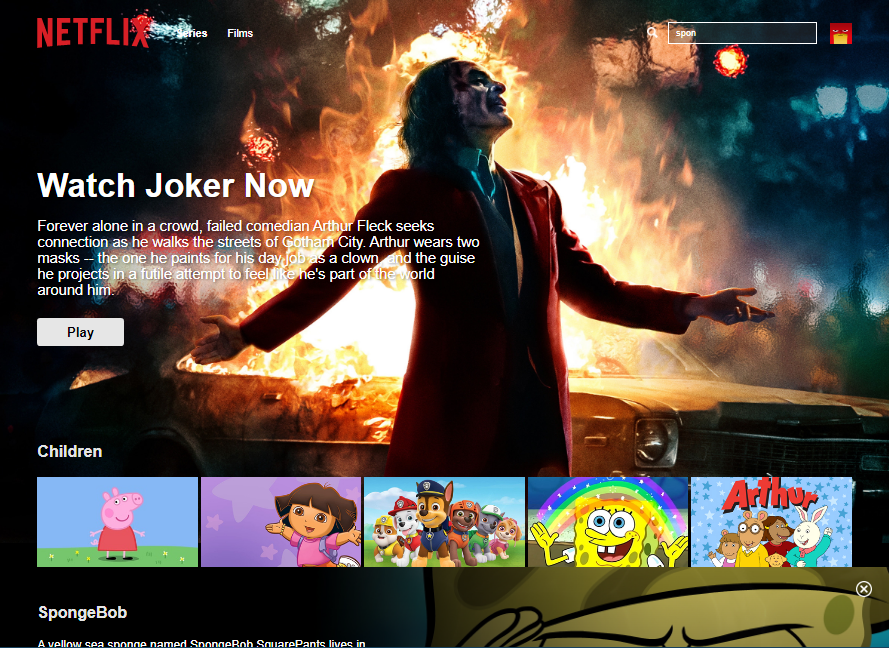 NETFLIX
Series
Films
spon
Watch Joker Now
Forever alone in a crowd, failed comedian Arthur Fleck seeks
connection as he walks the streets of Gotham City. Arthur wears two
masks -- the one he paints for his day job as a clown, and the guise
he projects in a futile attempt to feel like he's part of the world
around him.
Play
Children
Arthur
SpongeBob
A yellow sea sponge named SpongeBob SquarePants lives in